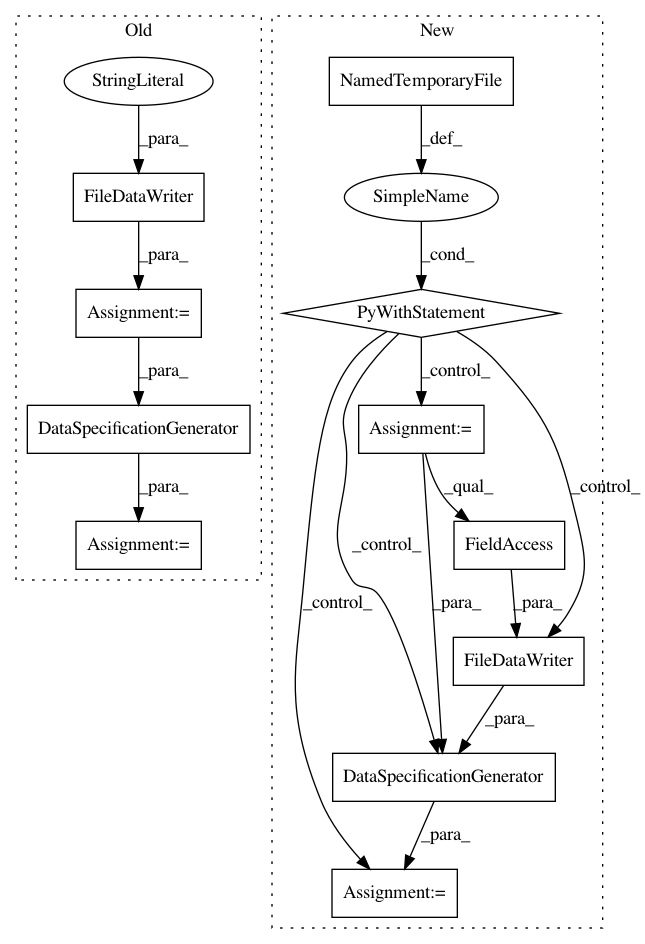 Old
New
StringLiteral
NamedTemporaryFile
_para_
_def_
FileDataWriter
SimpleName
_para_
_cond_
Assignment:=
PyWithStatement
_para_
_control_
DataSpecificationGenerator
Assignment:=
_para_
_qual_
_control_
Assignment:=
FieldAccess
_control_
_control_
_para_
_para_
FileDataWriter
_para_
DataSpecificationGenerator
_para_
Assignment:=